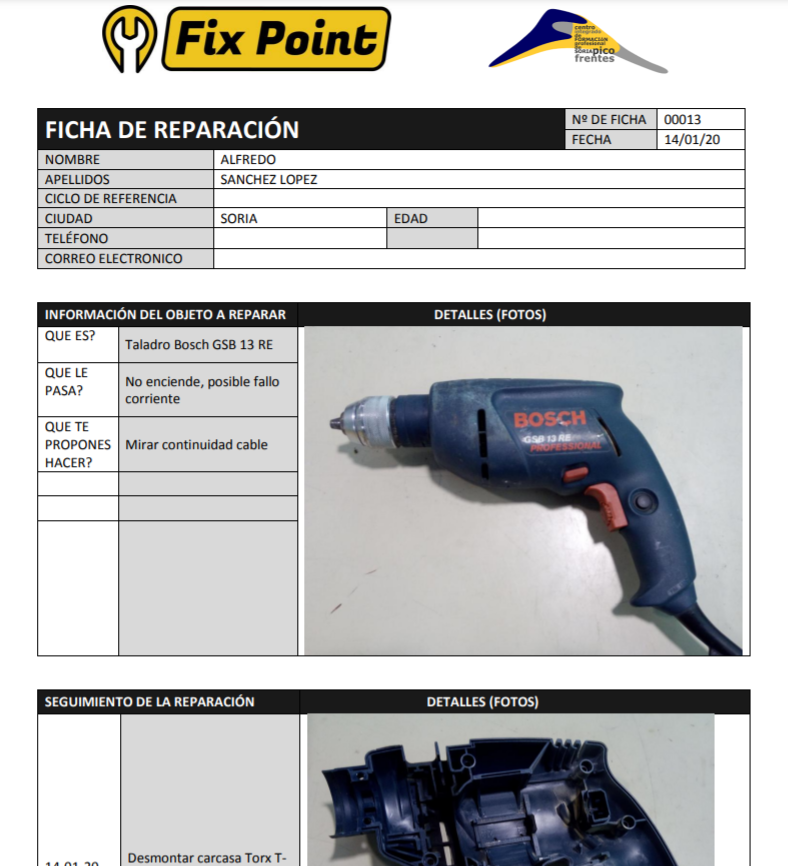 Fix Point
centro
integrado
de
FORMACIÓN
profesional
en
SORIA pico
frentes
FICHA DE REPARACIÓN
Nº DE FICHA 00013
FECHA 14/01/20
NOMBRE ALFREDO
APELLIDOS SANCHEZ LOPEZ
CICLO DE REFERENCIA
CIUDAD SORIA EDAD
TELÉFONO
CORREO ELECTRONICO
INFORMACIÓN DEL OBJETO A REPARAR DETALLES (FOTOS)
QUE ES?
Taladro Bosch GSB 13 RE
QUE LE
PASA?
No enciende, posible fallo
corriente
QUE TE
PROPONES
HACER?
Mirar continuidad cable
BOSCH
GSB 13 RE
PROFESSIONAL
SEGUIMIENTO DE LA REPARACIÓN DETALLES (FOTOS)
14-01-20
Desmontar carcasa Torx T-